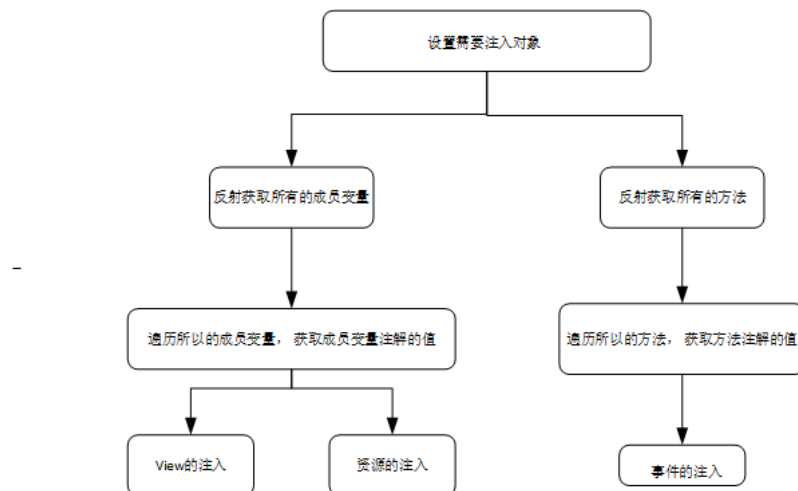 设置需要注入对象
反射获取所有的成员变量
反射获取所有的方法
遍历所以的成员变量， 获取成员变量注解的值
遍历所以的方法， 获取方法注解的值
View的注入
资源的注入
事件的注入